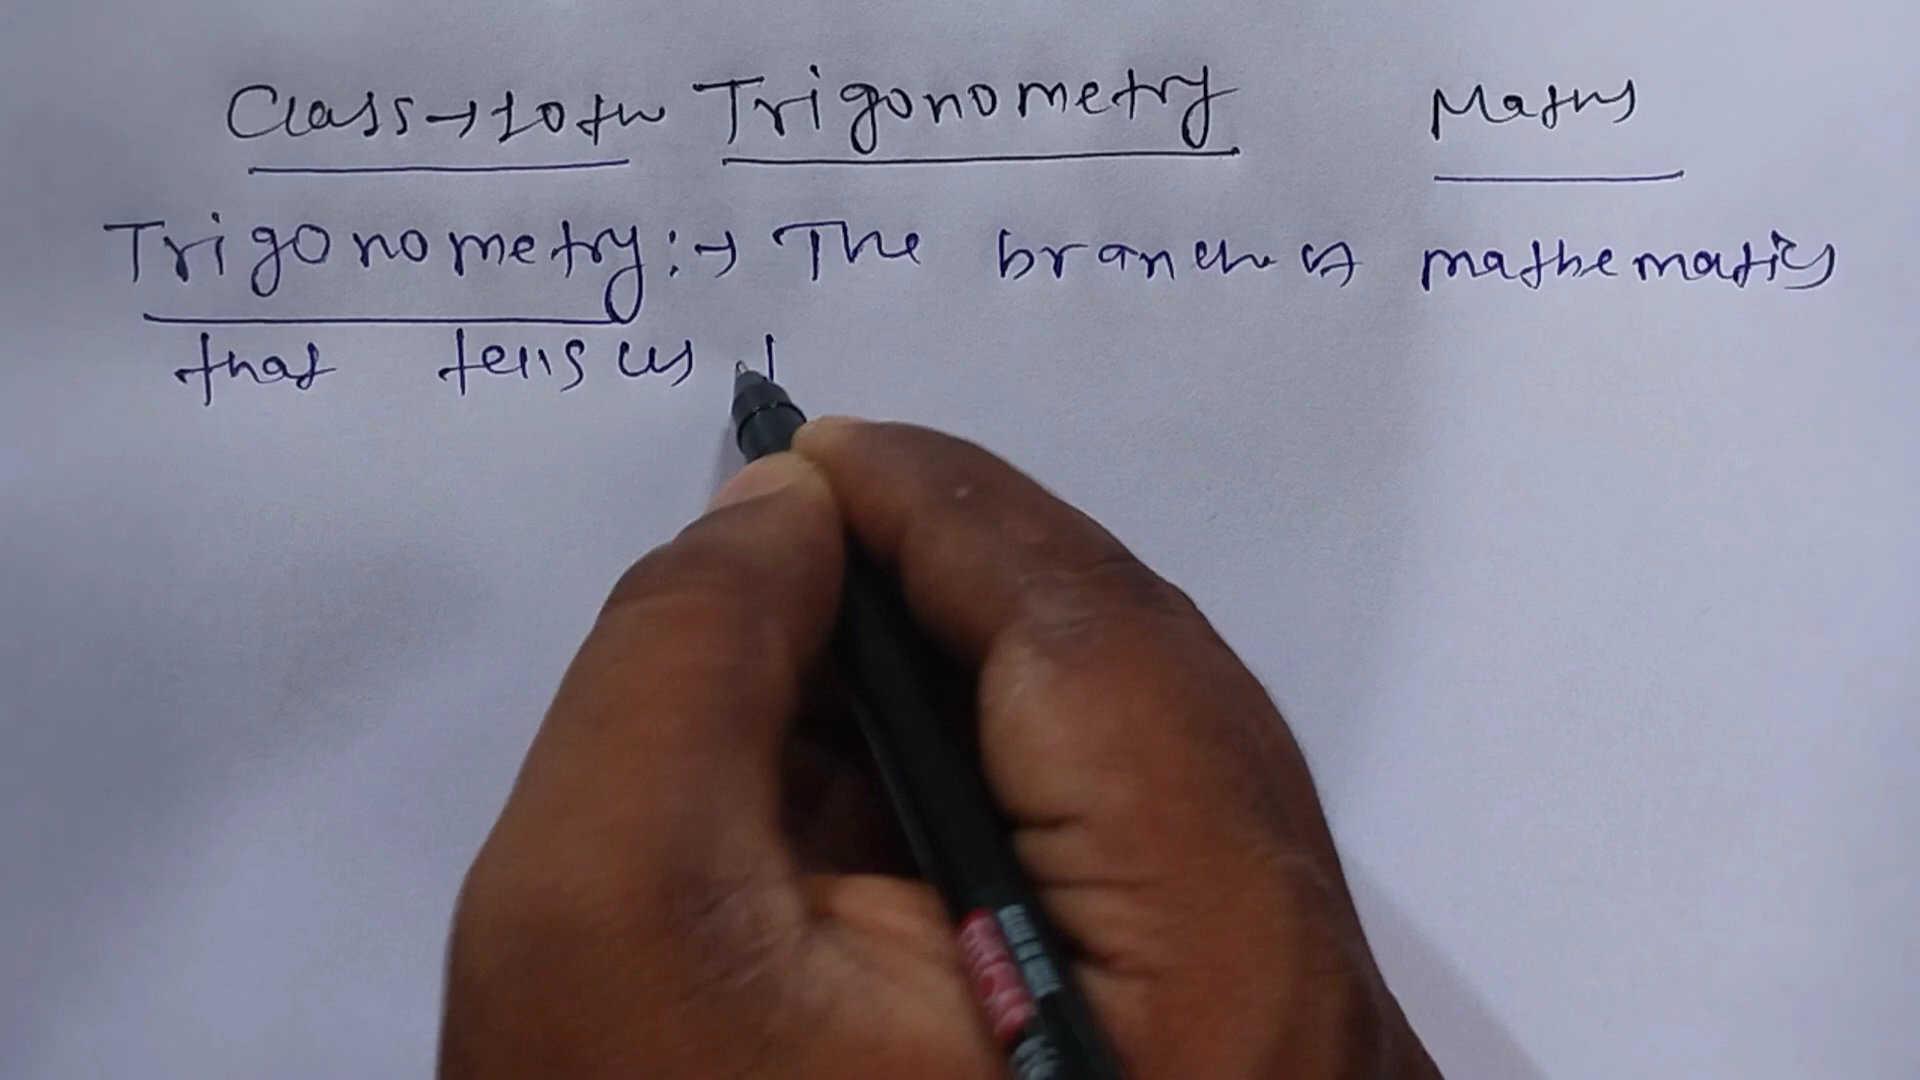 Class→10th Trigonometry Maths
Trigonometry:→ The branch of mathematics
that tells us